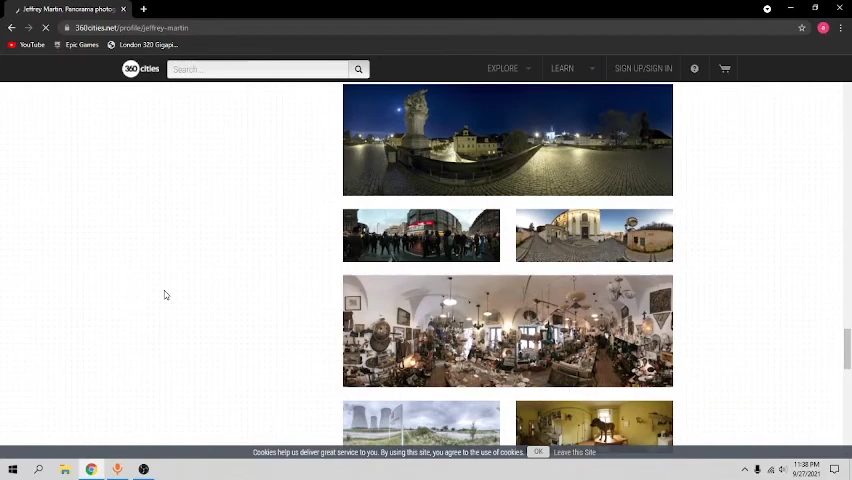 Jeffrey Martin, Panorama photog
360cities.net/profile/jeffrey-martin
YouTube
Epic Games
London 320 Gigapi...
360 cities
Search...
EXPLORE
LEARN
SIGN UP/SIGN IN
Cookies help us deliver great service to you. By using this site, you agree to the use of cookies.
OK
Leave this Site
11:38 PM
9/27/2021